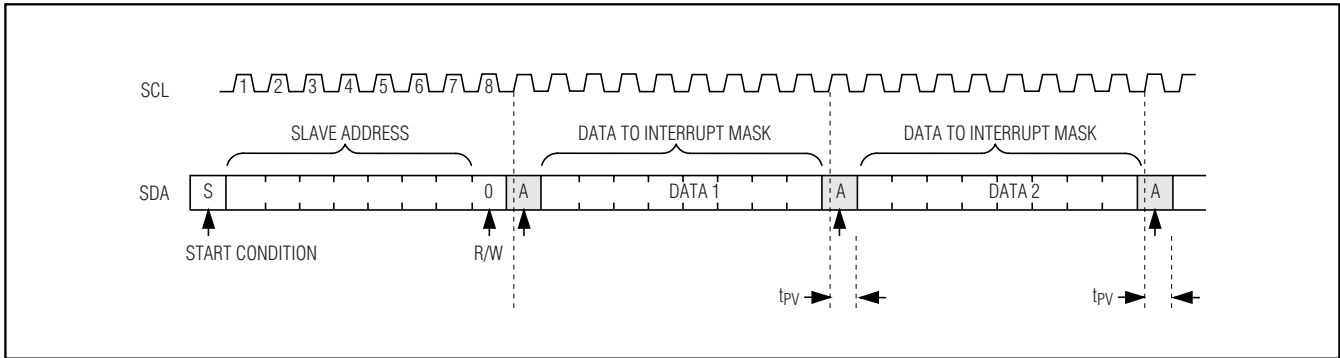 SCL 1 2 3 4 5 6 7 8
SLAVE ADDRESS DATA TO INTERRUPT MASK DATA TO INTERRUPT MASK
SDA S 0 A DATA 1 A DATA 2 A
START CONDITION R/W
tPV tPV